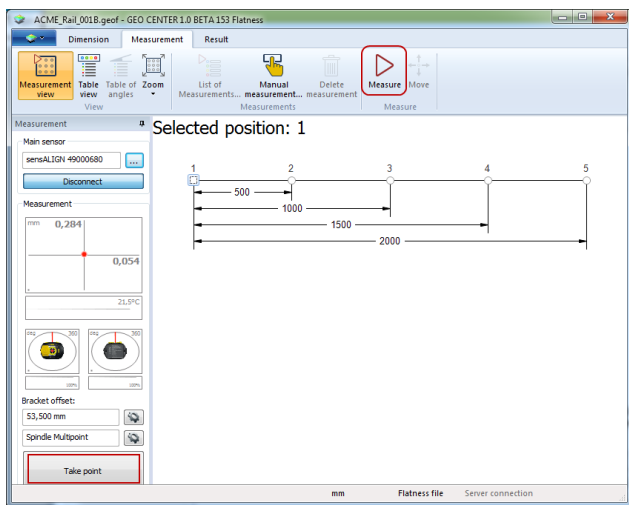 ACME_Rail_001B.geof - GEO CENTER 1.0 BETA 153 Flatness
Dimension Measurement Result
Measurement view Table view Table of angles Zoom List of Measurements... Manual measurement... Delete measurement Measure Move
View Measurements Measure
Measurement
Selected position: 1
Main sensor
sensALIGN 49000680 ...
Disconnect
Measurement
mm 0,284
0,054
21,5°C
deg 360 deg 360
100% 100%
Bracket offset:
53,500 mm
Spindle Multipoint
Take point
1 2 3 4 5
500
1000
1500
2000
mm Flatness file Server connection